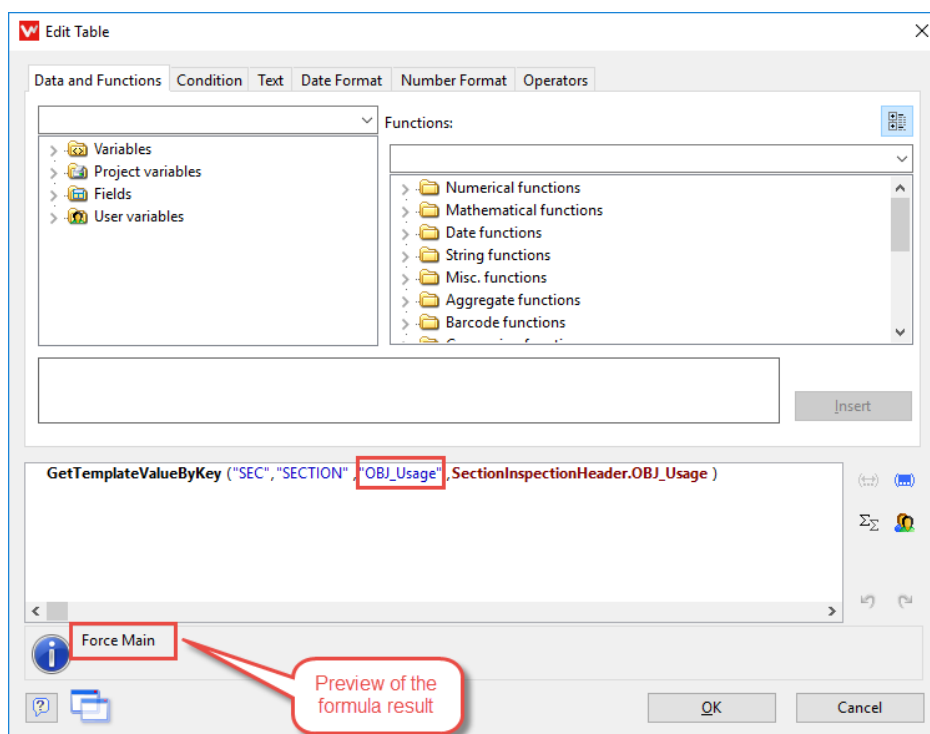 Edit Table
Data and Functions Condition Text Date Format Number Format Operators
Functions:
Variables
Project variables
Fields
User variables
Numerical functions
Mathematical functions
Date functions
String functions
Misc. functions
Aggregate functions
Barcode functions
Insert
GetTemplateValueByKey ("SEC","SECTION" ,"OBJ_Usage" ,SectionInspectionHeader.OBJ_Usage )
Force Main
Preview of the
formula result
OK Cancel